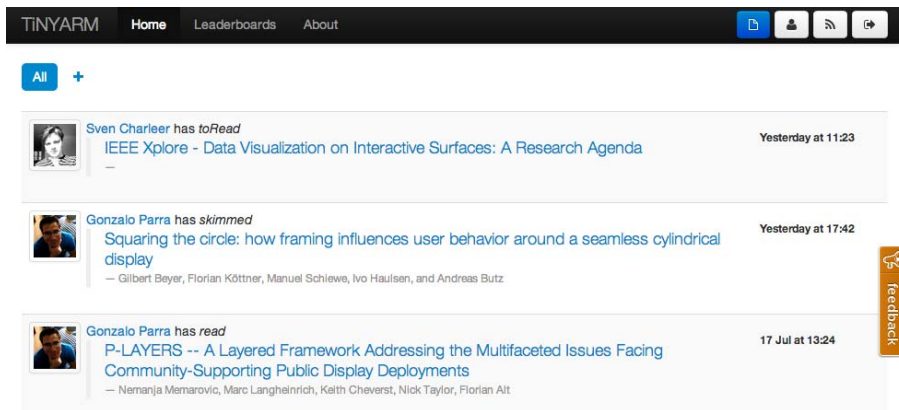 TiNYARM Home Leaderboards About
All +
Sven Charleer has toRead
Yesterday at 11:23
IEEE Xplore - Data Visualization on Interactive Surfaces: A Research Agenda
—
Gonzalo Parra has skimmed
Yesterday at 17:42
Squaring the circle: how framing influences user behavior around a seamless cylindrical
display
— Gilbert Beyer, Florian Köttner, Manuel Schiewe, Ivo Haulsen, and Andreas Butz
feedback
Gonzalo Parra has read
17 Jul at 13:24
P-LAYERS -- A Layered Framework Addressing the Multifaceted Issues Facing
Community-Supporting Public Display Deployments
— Nemanja Memarovic, Marc Langheinrich, Keith Cheverst, Nick Taylor, Florian Alt